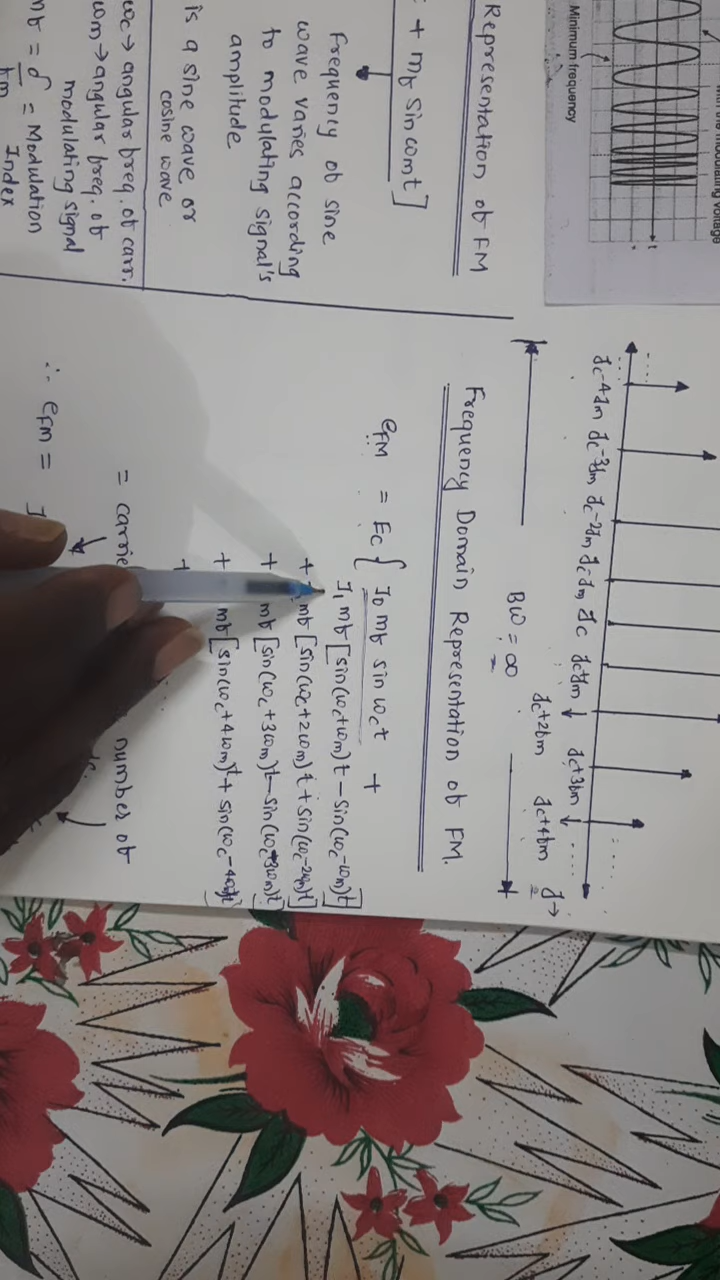 Minimum frequency
Representation of FM
+ mf sin ωmt]
Frequency of sine
wave varies according
to modulating signal's
amplitude
is a sine wave or
cosine wave
ωc → angular freq. of carr.
ωm → angular freq. of
modulating signal
mf = δ/fm = Modulation
Index
fc-4fm fc-3fm fc-2fm fc-fm fc fc+fm fc+2fm fc+3fm fc+4fm f→
BW = ∞
Frequency Domain Representation of FM.
eFM = Ec { J0 mf sin ωct +
J1 mf [sin(ωc+ωm)t - sin(ωc-ωm)t]
+ mf [sin(ωc+2ωm)t + sin(ωc-2ωm)t]
+ mf [sin(ωc+3ωm)t - sin(ωc-3ωm)t]
+ mf [sin(ωc+4ωm)t + sin(ωc-4ωm)t]
+
= number of
∴ eFM =